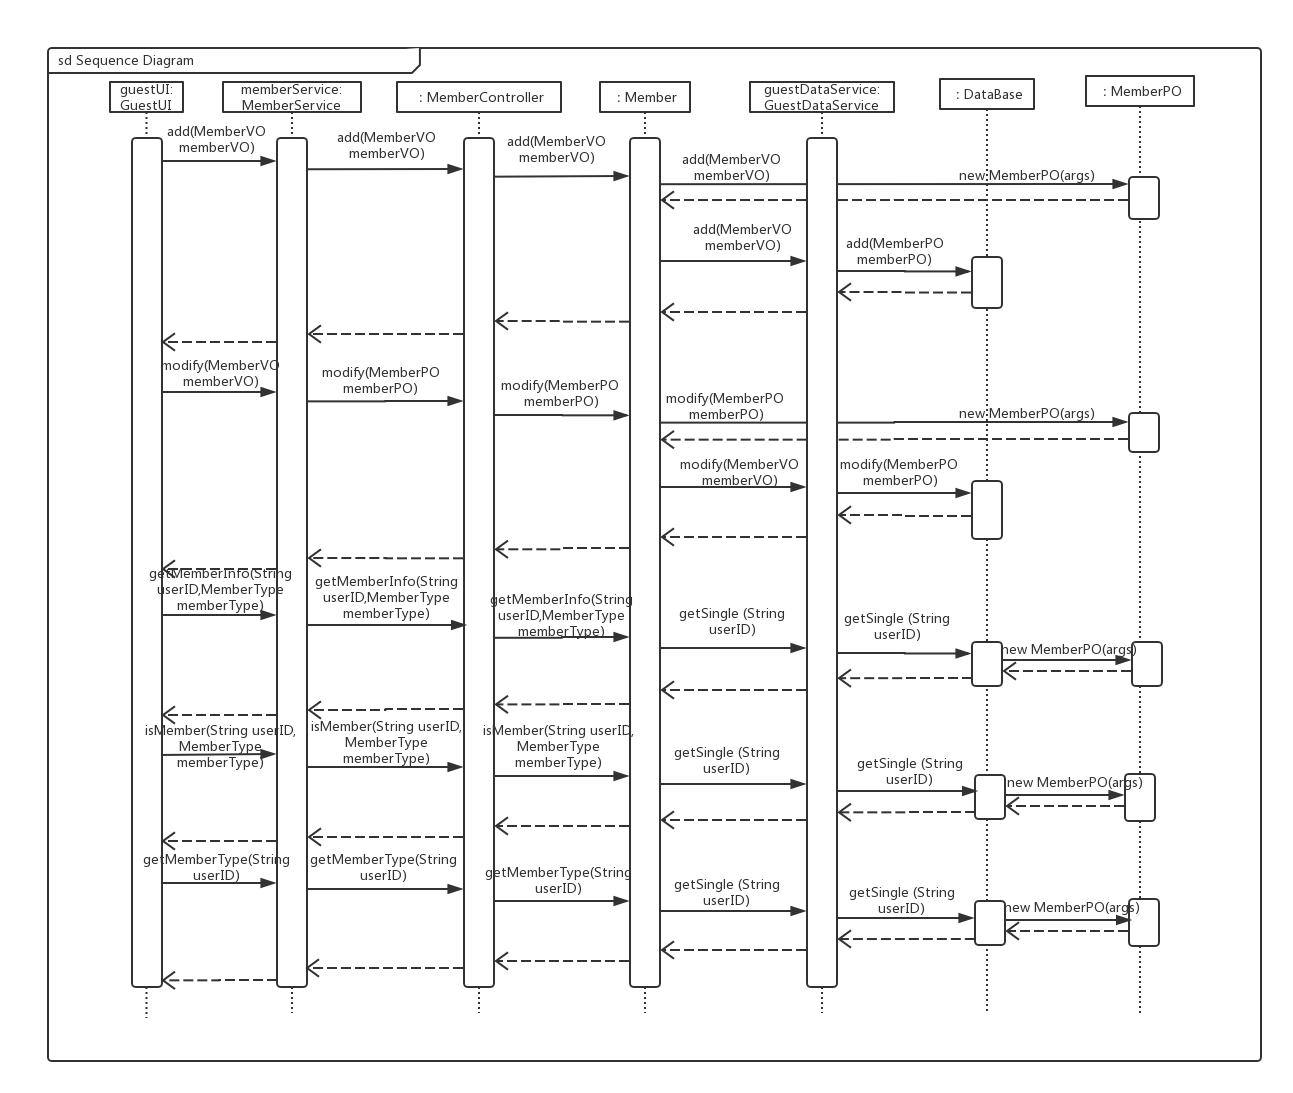 sd Sequence Diagram
guestUI:
GuestUI
memberService:
MemberService
: MemberController
: Member
guestDataService:
GuestDataService
: DataBase
: MemberPO
add(MemberVO
memberVO)
add(MemberVO
memberVO)
add(MemberVO
memberVO)
add(MemberVO
memberVO)
new MemberPO(args)
add(MemberVO
memberVO)
add(MemberPO
memberPO)
modify(MemberVO
memberVO)
modify(MemberPO
memberPO)
modify(MemberPO
memberPO)
modify(MemberPO
memberPO)
new MemberPO(args)
modify(MemberVO
memberVO)
modify(MemberPO
memberPO)
getMemberInfo(String
userID,MemberType
memberType)
getMemberInfo(String
userID,MemberType
memberType)
getMemberInfo(String
userID,MemberType
memberType)
getSingle (String
userID)
getSingle (String
userID)
new MemberPO(args)
isMember(String userID,
MemberType
memberType)
isMember(String userID,
MemberType
memberType)
isMember(String userID,
MemberType
memberType)
getSingle (String
userID)
getSingle (String
userID)
new MemberPO(args)
getMemberType(String
userID)
getMemberType(String
userID)
getMemberType(String
userID)
getSingle (String
userID)
getSingle (String
userID)
new MemberPO(args)